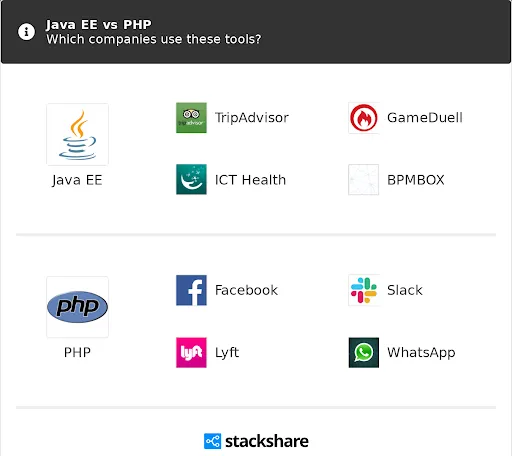 Java EE vs PHP
Which companies use these tools?
TripAdvisor
GameDuell
Java EE
ICT Health
BPMBOX
php
Facebook
Slack
PHP
lyft
Lyft
WhatsApp
stackshare